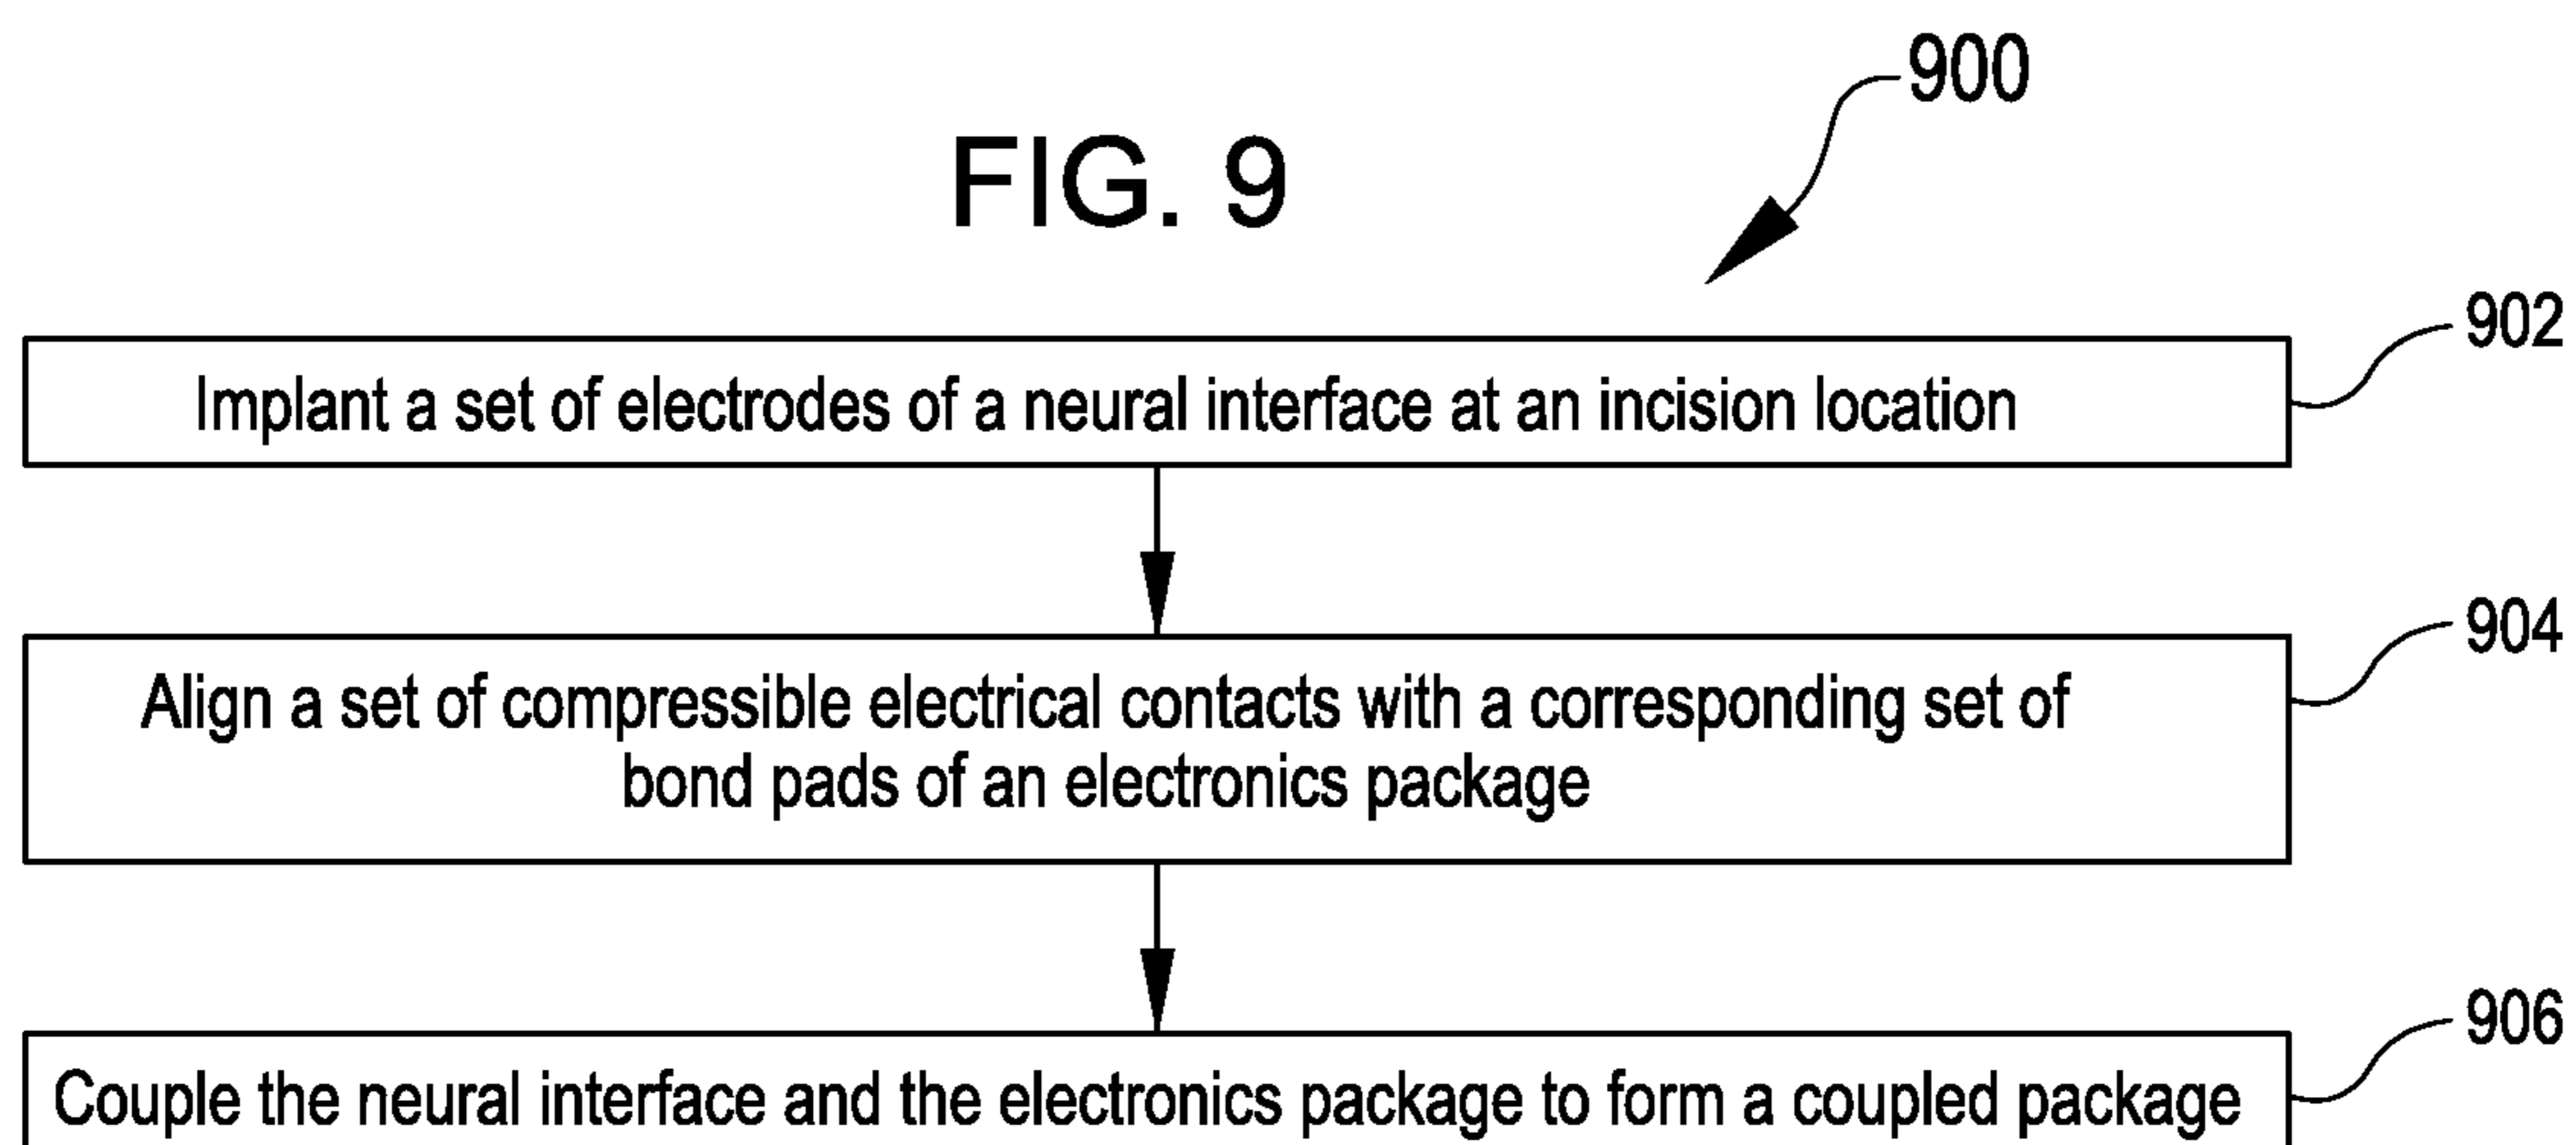 900
FIG. 9
902
Implant a set of electrodes of a neural interface at an incision location
904
Align a set of compressible electrical contacts with a corresponding set of
bond pads of an electronics package
906
Couple the neural interface and the electronics package to form a coupled package